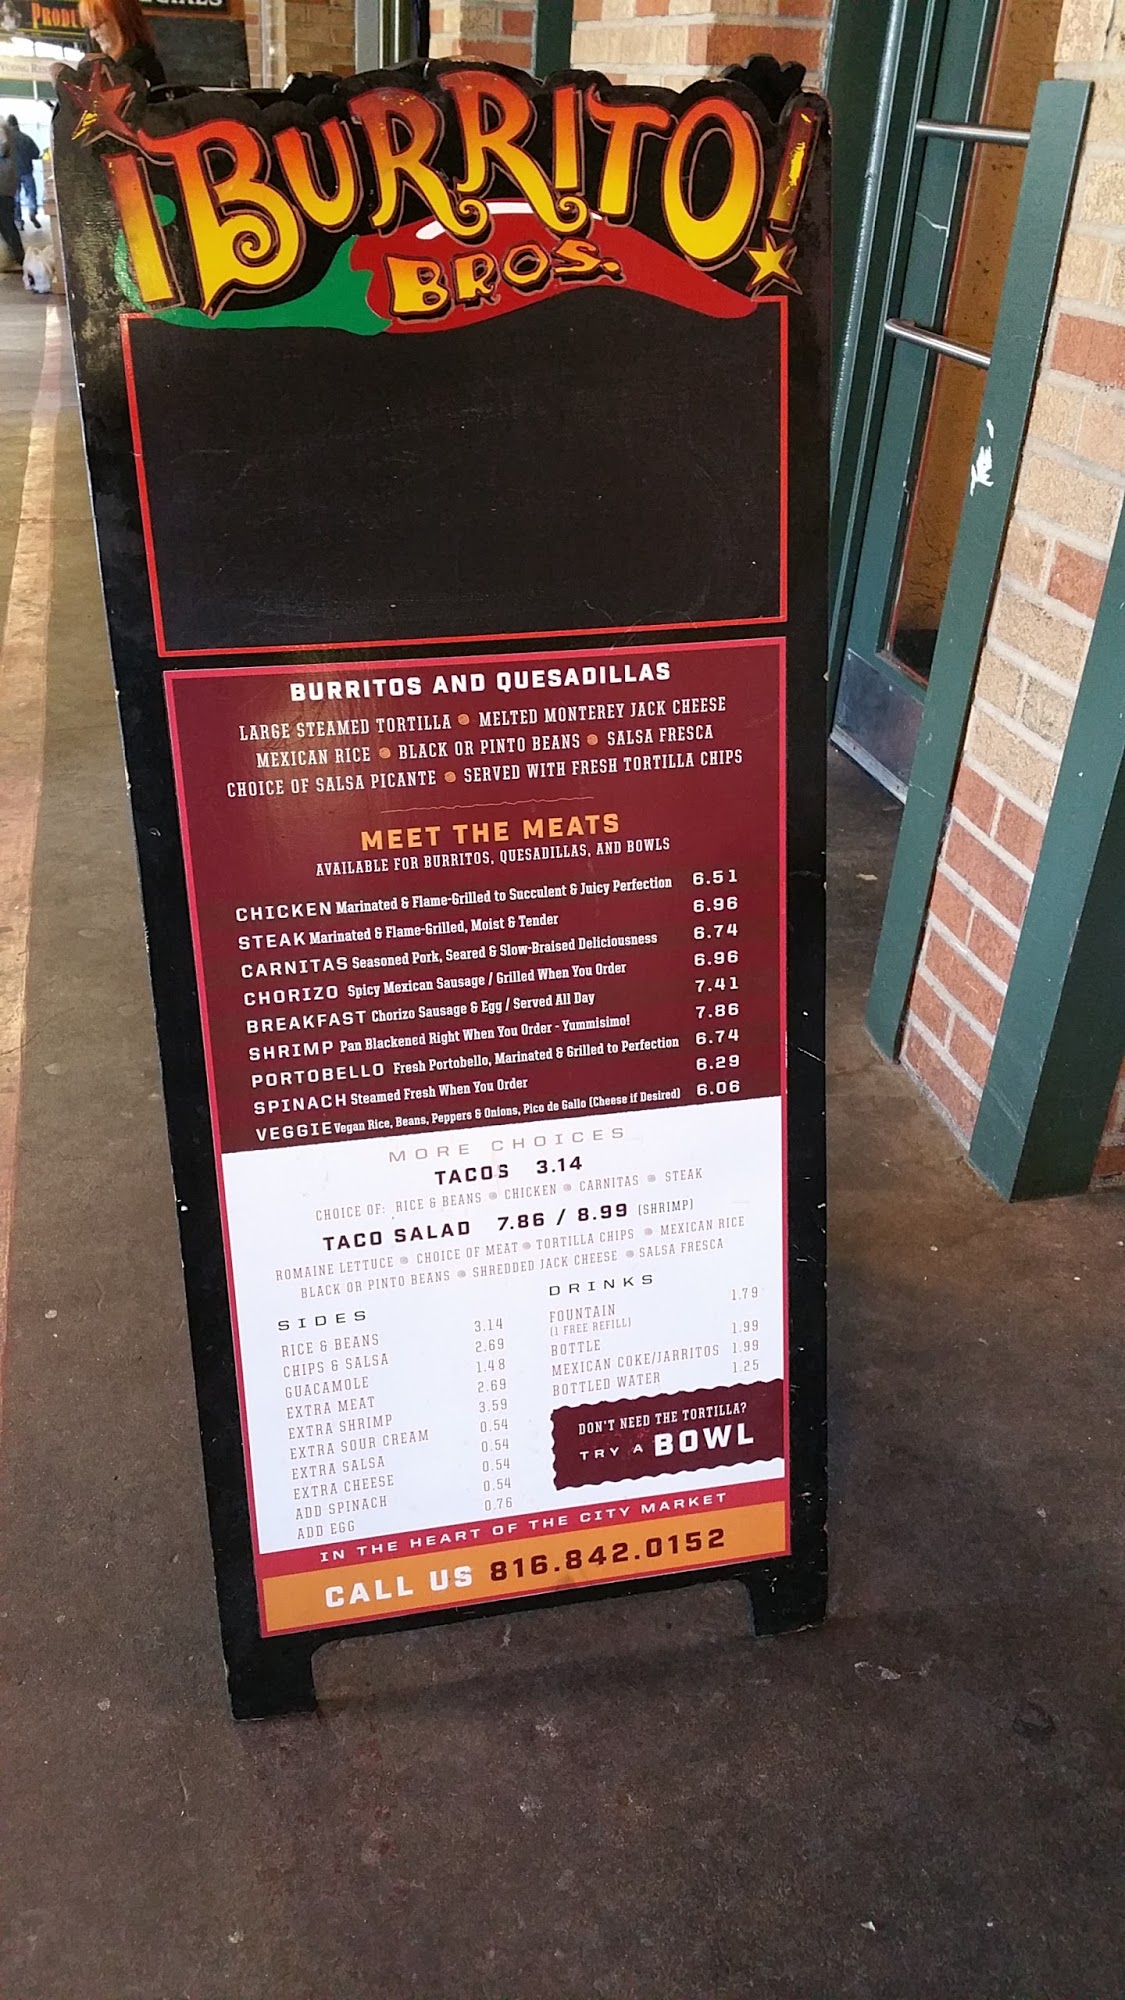 ¡BURRITO!
BROS.
BURRITOS AND QUESADILLAS
LARGE STEAMED TORTILLA • MELTED MONTEREY JACK CHEESE
MEXICAN RICE • BLACK OR PINTO BEANS • SALSA FRESCA
CHOICE OF SALSA PICANTE • SERVED WITH FRESH TORTILLA CHIPS
MEET THE MEATS
AVAILABLE FOR BURRITOS, QUESADILLAS, AND BOWLS
CHICKEN Marinated & Flame-Grilled to Succulent & Juicy Perfection 6.51
STEAK Marinated & Flame-Grilled, Moist & Tender 6.96
CARNITAS Seasoned Pork, Seared & Slow-Braised Deliciousness 6.74
CHORIZO Spicy Mexican Sausage / Grilled When You Order 6.96
BREAKFAST Chorizo Sausage & Egg / Served All Day 7.41
SHRIMP Pan Blackened Right When You Order - Yummisimo! 7.86
PORTOBELLO Fresh Portobello, Marinated & Grilled to Perfection 6.74
SPINACH Steamed Fresh When You Order 6.29
VEGGIE Vegan Rice, Beans, Peppers & Onions, Pico de Gallo (Cheese if Desired) 6.06
MORE CHOICES
TACOS 3.14
CHOICE OF: RICE & BEANS • CHICKEN • CARNITAS • STEAK
TACO SALAD 7.86 / 8.99 (SHRIMP)
ROMAINE LETTUCE • CHOICE OF MEAT • TORTILLA CHIPS • MEXICAN RICE
BLACK OR PINTO BEANS • SHREDDED JACK CHEESE • SALSA FRESCA
SIDES
RICE & BEANS 3.14
CHIPS & SALSA 2.69
GUACAMOLE 1.48
EXTRA MEAT 2.69
EXTRA SHRIMP 3.59
EXTRA SOUR CREAM 0.54
EXTRA SALSA 0.54
EXTRA CHEESE 0.54
ADD SPINACH 0.54
ADD EGG 0.76
DRINKS
FOUNTAIN 1.79
(1 FREE REFILL)
BOTTLE 1.99
MEXICAN COKE/JARRITOS 1.99
BOTTLED WATER 1.25
DON'T NEED THE TORTILLA?
TRY A BOWL
IN THE HEART OF THE CITY MARKET
CALL US 816.842.0152